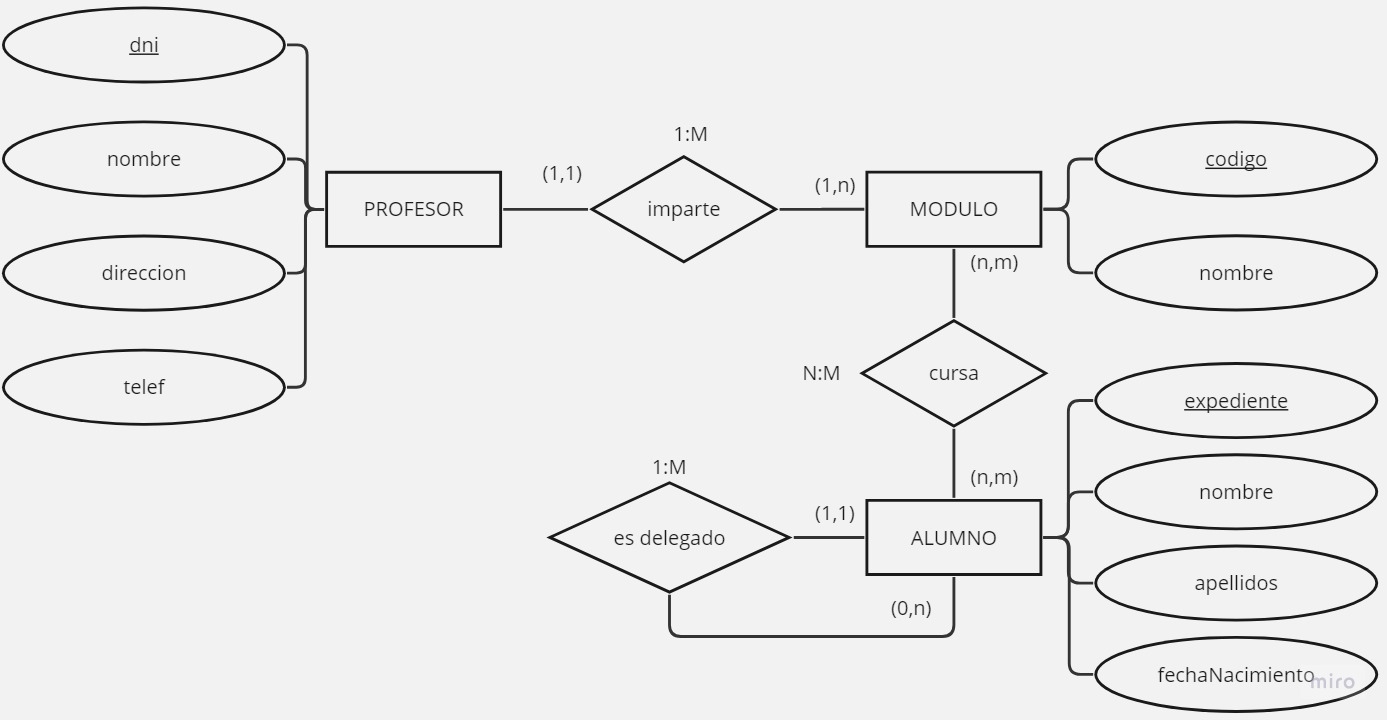 dni
nombre
direccion
telef
PROFESOR
(1,1)
1:M
imparte
(1,n)
MODULO
codigo
nombre
(n,m)
N:M
cursa
(n,m)
1:M
es delegado
(1,1)
ALUMNO
(0,n)
expediente
nombre
apellidos
fechaNacimiento
miro